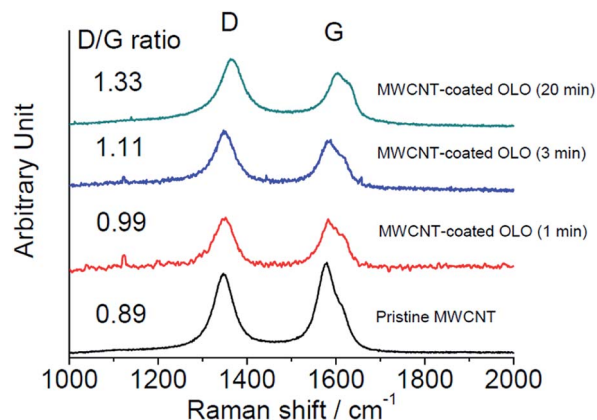 D/G ratio
D
G
1.33
MWCNT-coated OLO (20 min)
1.11
MWCNT-coated OLO (3 min)
0.99
MWCNT-coated OLO (1 min)
0.89
Pristine MWCNT
Arbitrary Unit
1000 1200 1400 1600 1800 2000
Raman shift / cm⁻¹